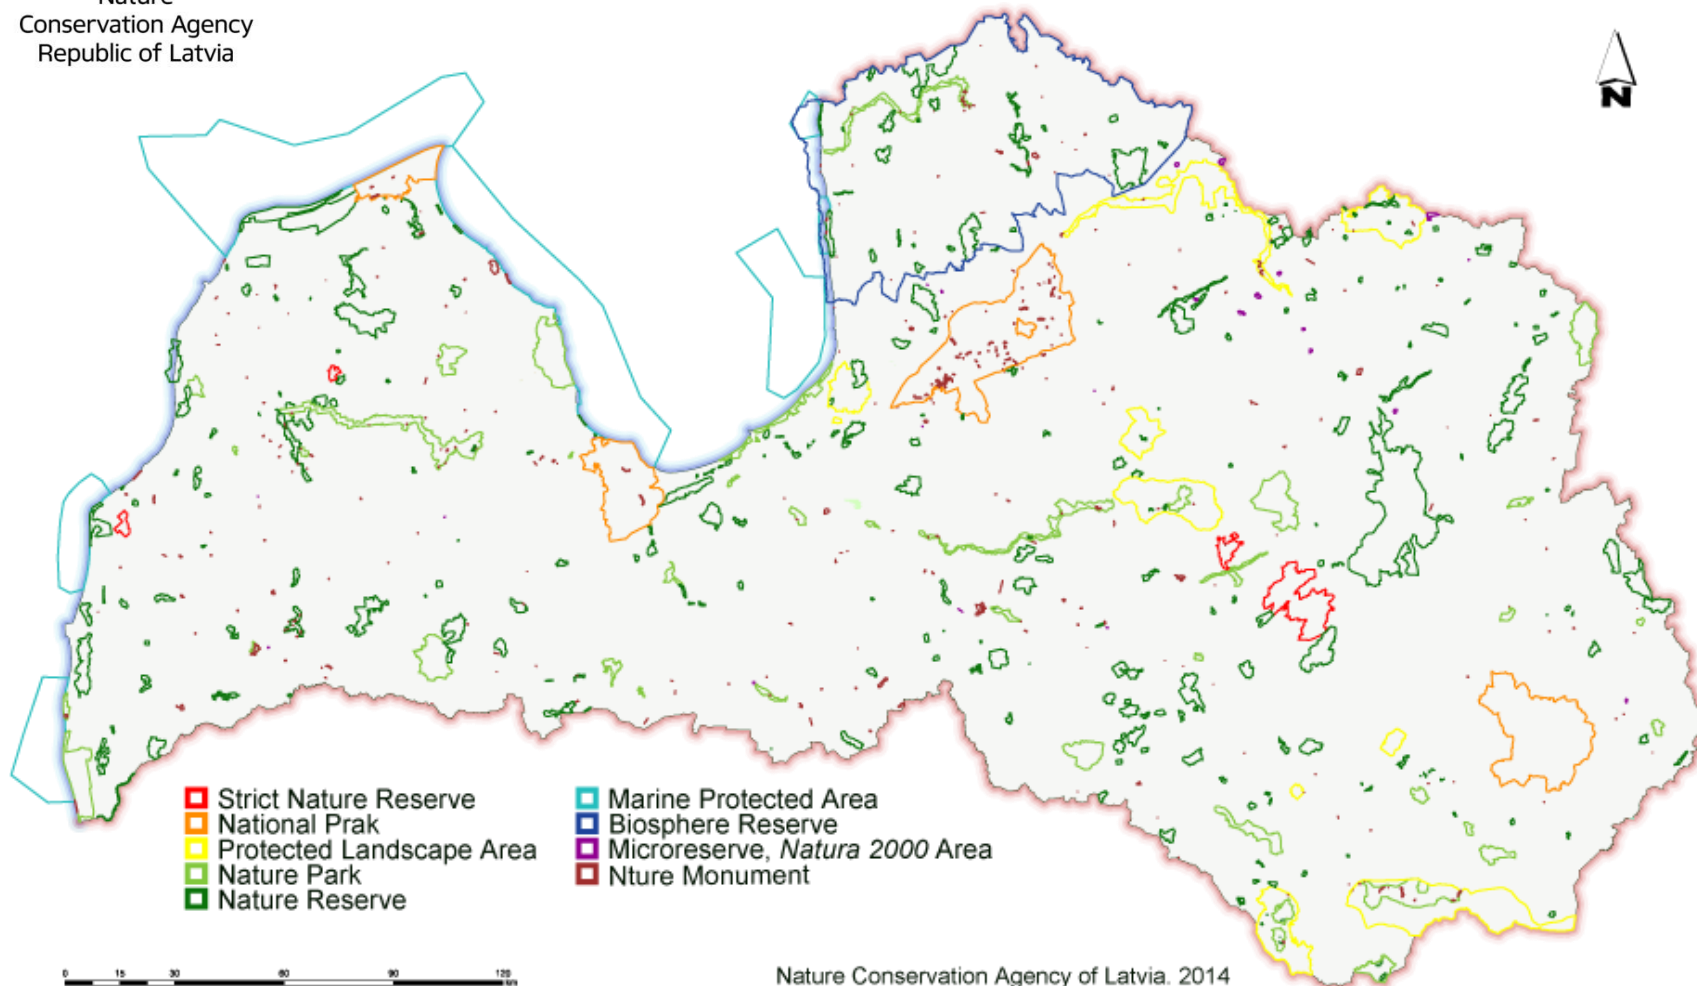 Nature
Conservation Agency
Republic of Latvia
N
Strict Nature Reserve
National Prak
Protected Landscape Area
Nature Park
Nature Reserve
Marine Protected Area
Biosphere Reserve
Microreserve, Natura 2000 Area
Nture Monument
0 15 30 60 90 120
Nature Conservation Agency of Latvia. 2014